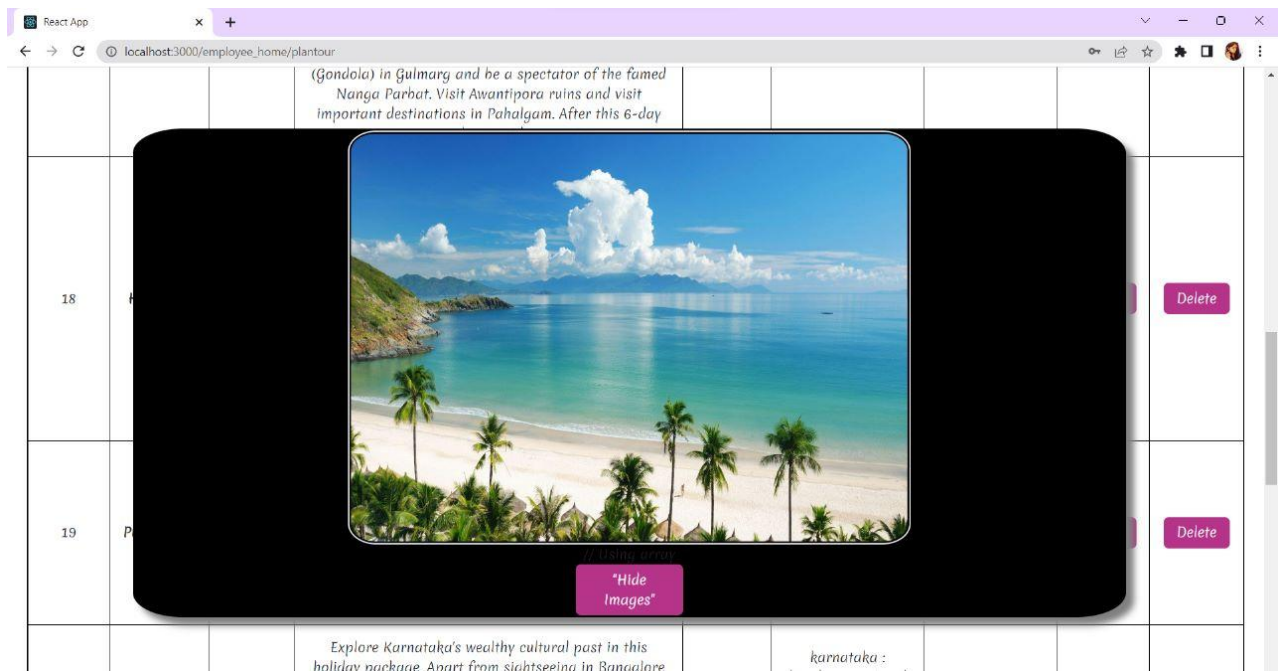 React App
localhost:3000/employee_home/plantour
(Gondola) in Gulmarg and be a spectator of the famed
Nanga Parbat. Visit Awantipora ruins and visit
important destinations in Pahalgam. After this 6-day
18
Delete
19
Delete
// Using array
"Hide
Images"
Explore Karnataka's wealthy cultural past in this
karnataka :
holiday package. Apart from sightseeing in Bangalore